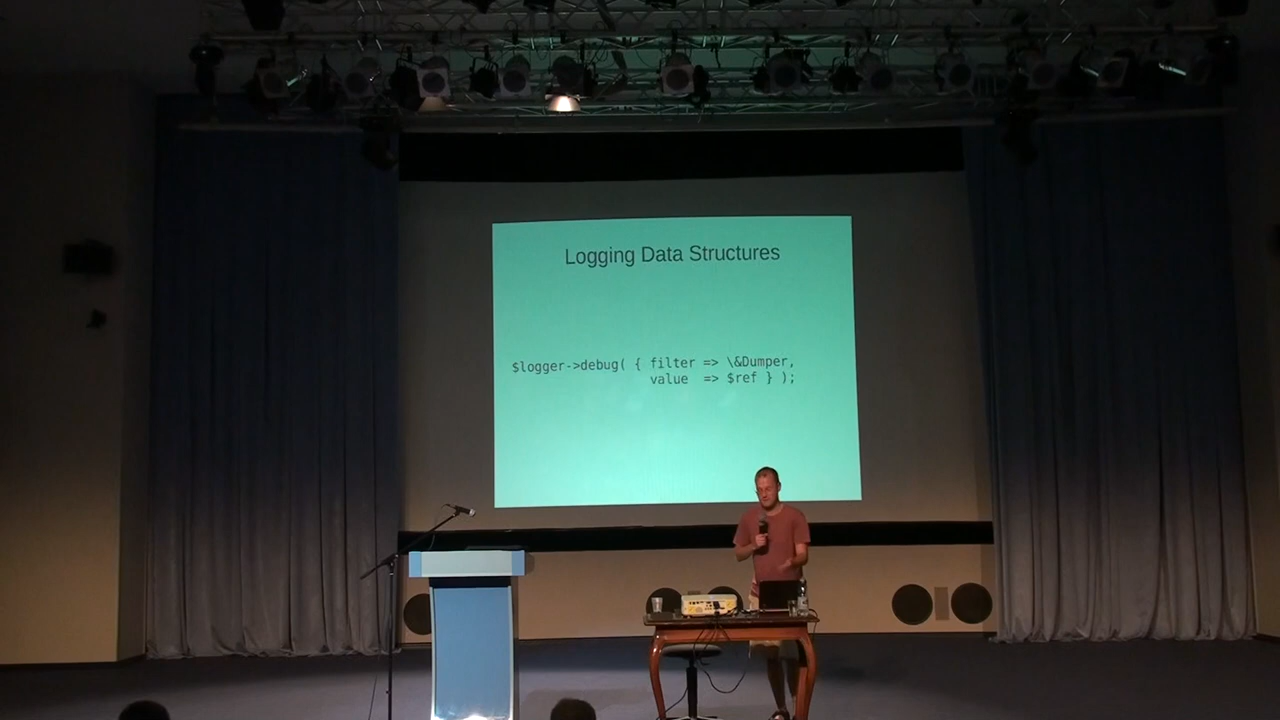 Logging Data Structures
$logger->debug( { filter => \&Dumper,
value => $ref } );